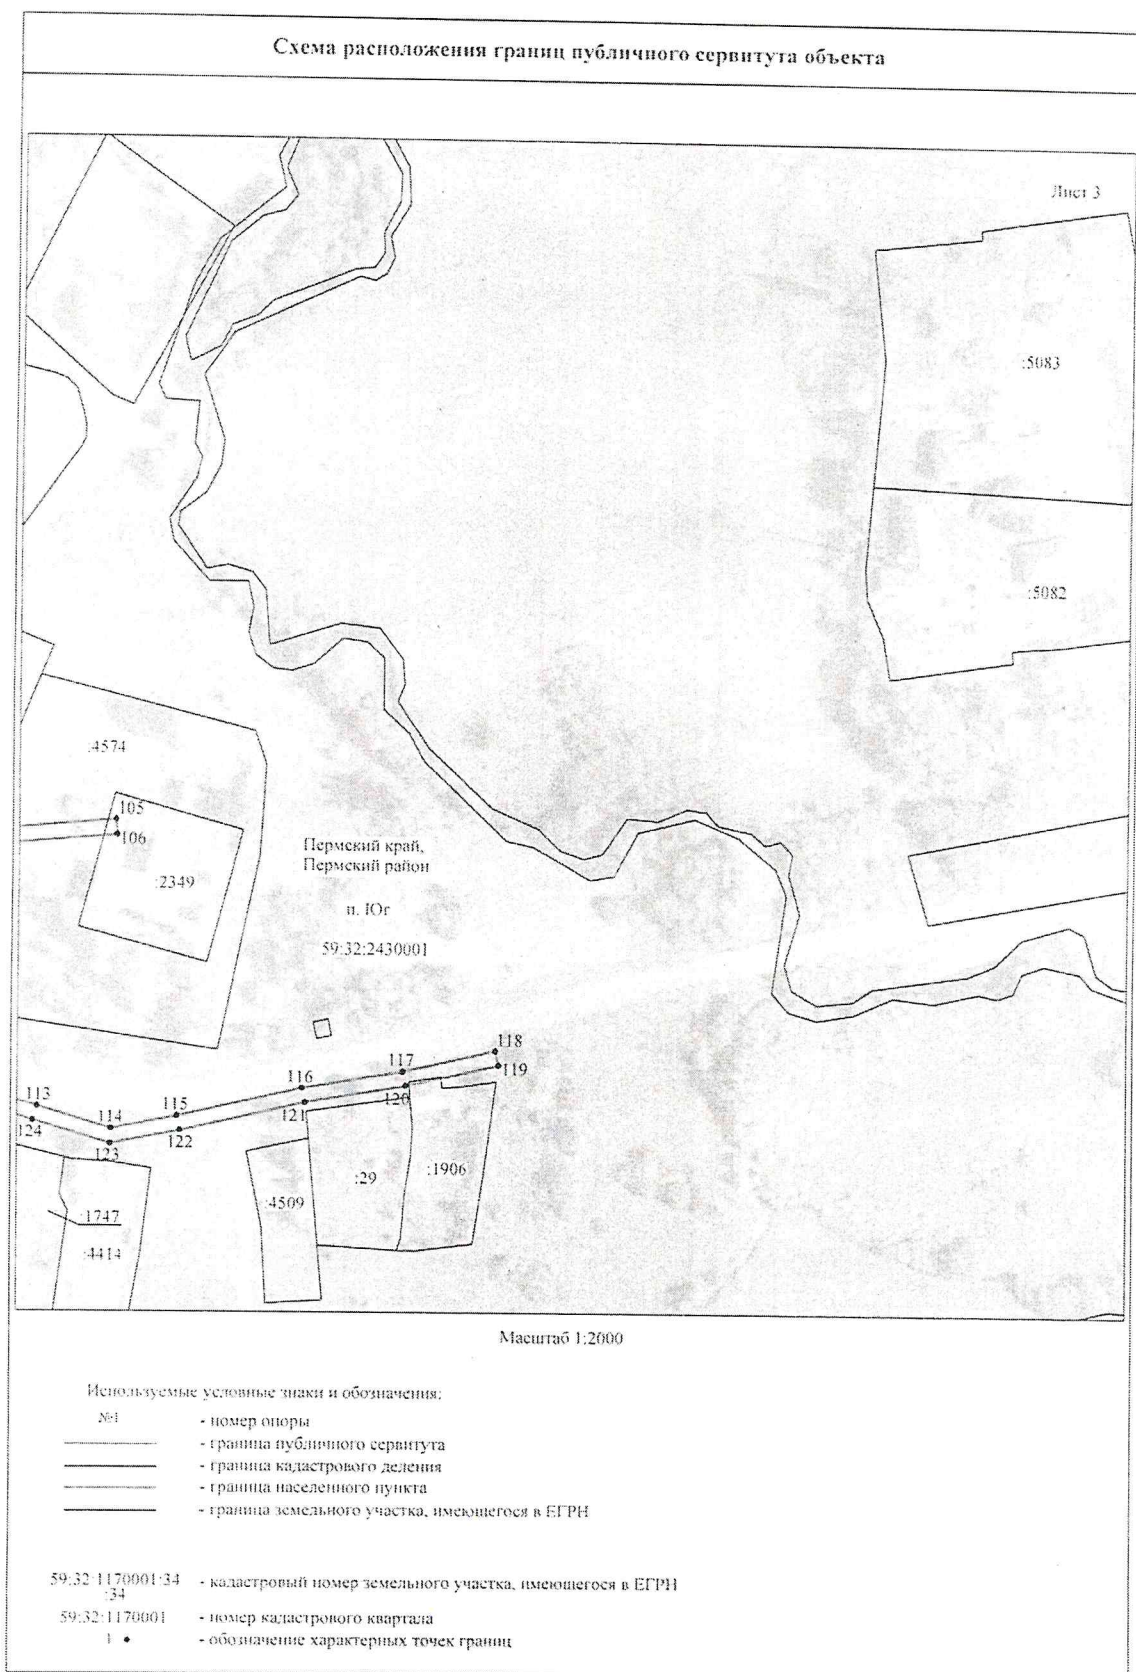 Схема расположения границ публичного сервитута объекта
Лист 3
:5083
:5082
:4574
105
106
:2349
Пермский край,
Пермский район
п. Юг
59:32:2430001
118
117
119
116
120
113
115
121
114
124
122
123
:1906
:29
:4509
:1747
:4414
Масштаб 1:2000
Используемые условные знаки и обозначения:
№1 - номер опоры
- граница публичного сервитута
- граница кадастрового деления
- граница населенного пункта
- граница земельного участка, имеющегося в ЕГРН
59:32:1170001:34 - кадастровый номер земельного участка, имеющегося в ЕГРН
:34
59:32:1170001 - номер кадастрового квартала
1 ● - обозначение характерных точек границ